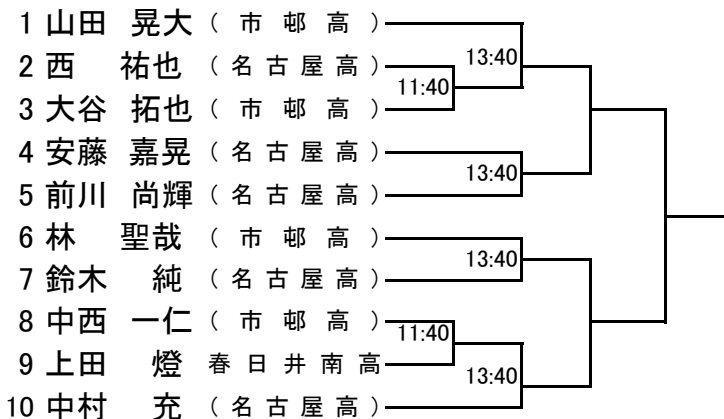 1 山田 晃大 ( 市 邨 高 )
13:40
2 西 祐也 ( 名 古 屋 高 )
11:40
3 大谷 拓也 ( 市 邨 高 )
4 安藤 嘉晃 ( 名 古 屋 高 )
13:40
5 前川 尚輝 ( 名 古 屋 高 )
6 林 聖哉 ( 市 邨 高 )
13:40
7 鈴木 純 ( 名 古 屋 高 )
8 中西 一仁 ( 市 邨 高 )
11:40
9 上田 燈 春 日 井 南 高
13:40
10 中村 充 ( 名 古 屋 高 )